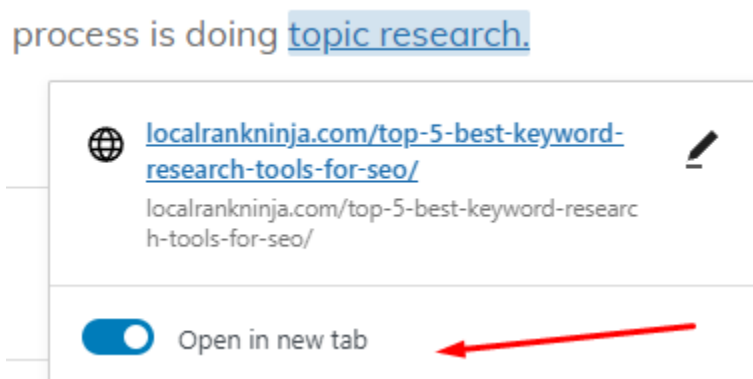 process is doing topic research.
localrankninja.com/top-5-best-keyword-
research-tools-for-seo/
localrankninja.com/top-5-best-keyword-researc
h-tools-for-seo/
Open in new tab